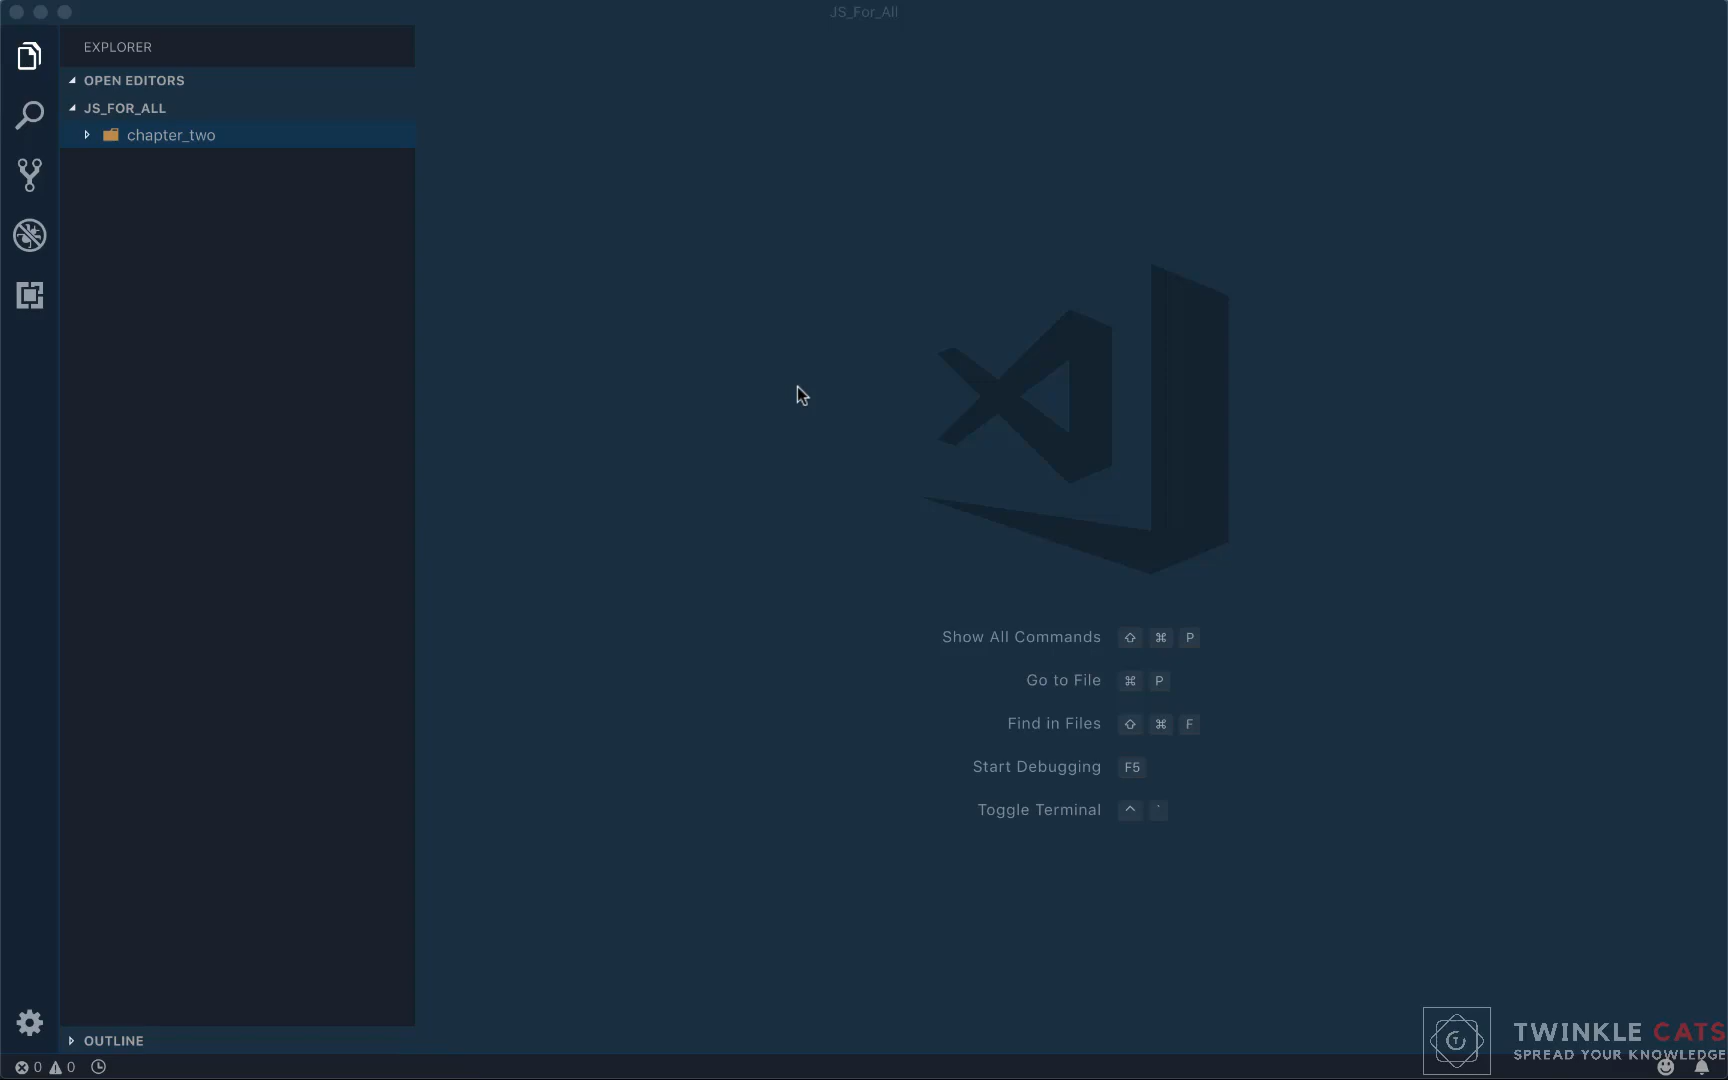 JS_For_All
EXPLORER
OPEN EDITORS
JS_FOR_ALL
chapter_two
Show All Commands ⇧ ⌘ P
Go to File ⌘ P
Find in Files ⇧ ⌘ F
Start Debugging F5
Toggle Terminal ^ `
OUTLINE
0 0
TWINKLE CATS
SPREAD YOUR KNOWLEDGE